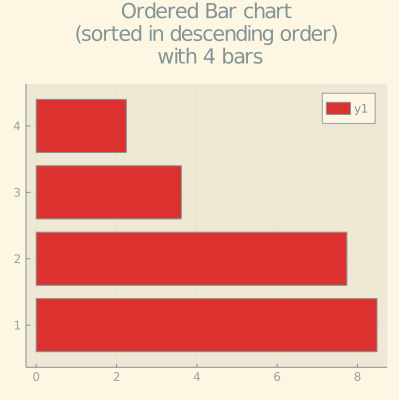 Ordered Bar chart
(sorted in descending order)
with 4 bars
y1
4
3
2
1
0 2 4 6 8